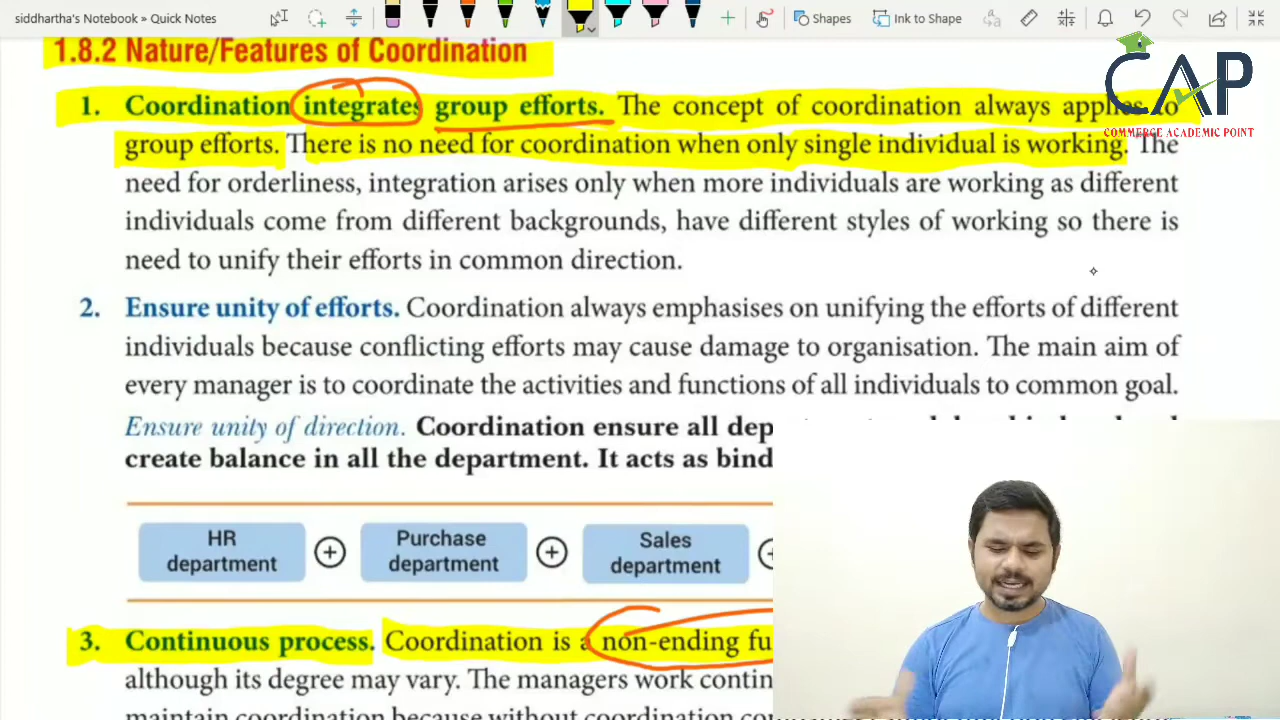 siddhartha's Notebook » Quick Notes
Shapes
Ink to Shape
CAP
COMMERCE ACADEMIC POINT
1.8.2 Nature/Features of Coordination
1. Coordination integrates group efforts. The concept of coordination always applies to
group efforts. There is no need for coordination when only single individual is working. The
need for orderliness, integration arises only when more individuals are working as different
individuals come from different backgrounds, have different styles of working so there is
need to unify their efforts in common direction.
2. Ensure unity of efforts. Coordination always emphasises on unifying the efforts of different
individuals because conflicting efforts may cause damage to organisation. The main aim of
every manager is to coordinate the activities and functions of all individuals to common goal.
Ensure unity of direction. Coordination ensure all
create balance in all the department. It acts as
HR
department
+
Purchase
department
+
Sales
department
3. Continuous process. Coordination is a non-ending
although its degree may vary. The managers work
maintain coordination because without coordination